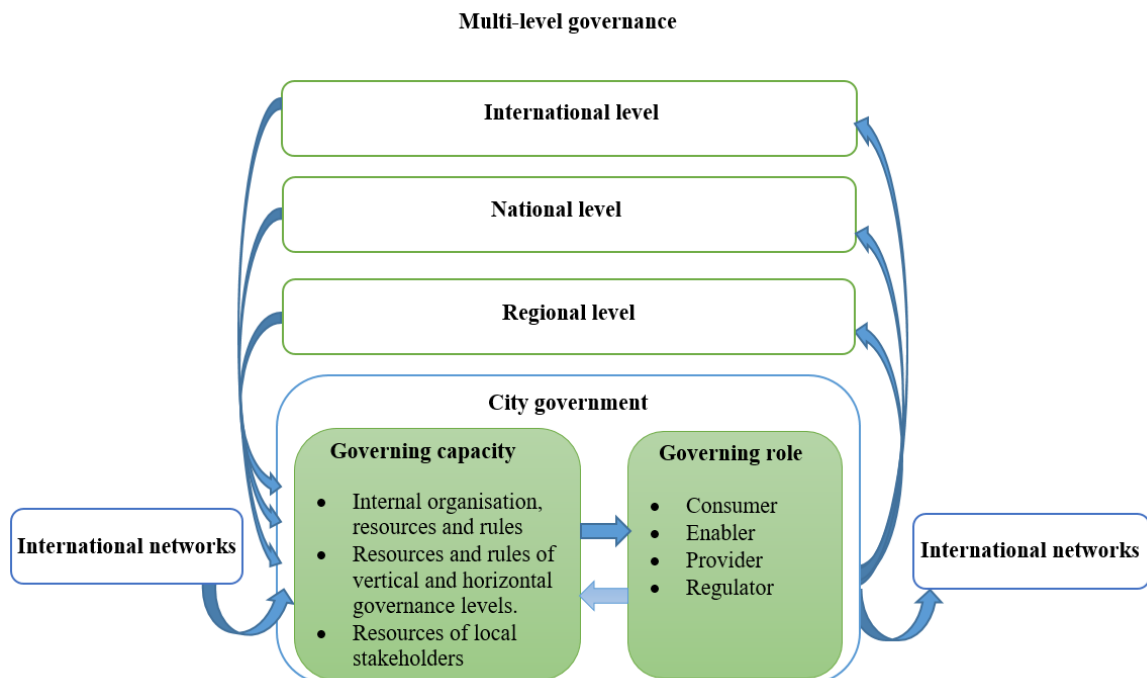 Multi-level governance
International level
National level
Regional level
City government
Governing capacity
• Internal organisation,
resources and rules
• Resources and rules of
vertical and horizontal
governance levels.
• Resources of local
stakeholders
Governing role
• Consumer
• Enabler
• Provider
• Regulator
International networks
International networks